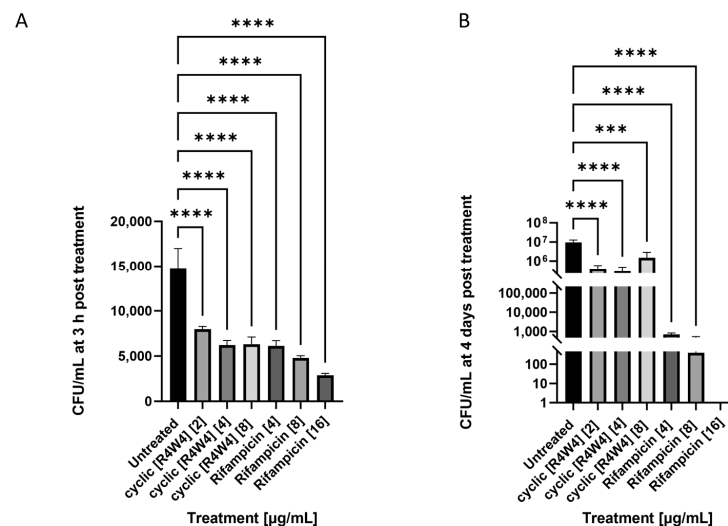 A
****
****
****
****
****
****
CFU/mL at 3 h post treatment
20,000
15,000
10,000
5,000
0
Untreated
cyclic [R4W4] [2]
cyclic [R4W4] [4]
cyclic [R4W4] [8]
Rifampicin [4]
Rifampicin [8]
Rifampicin [16]
Treatment [µg/mL]
B
****
****
***
****
****
CFU/mL at 4 days post treatment
10⁸
10⁷
10⁶
100,000
1,000
100
10
1
Untreated
cyclic [R4W4] [2]
cyclic [R4W4] [4]
cyclic [R4W4] [8]
Rifampicin [4]
Rifampicin [8]
Rifampicin [16]
Treatment [µg/mL]